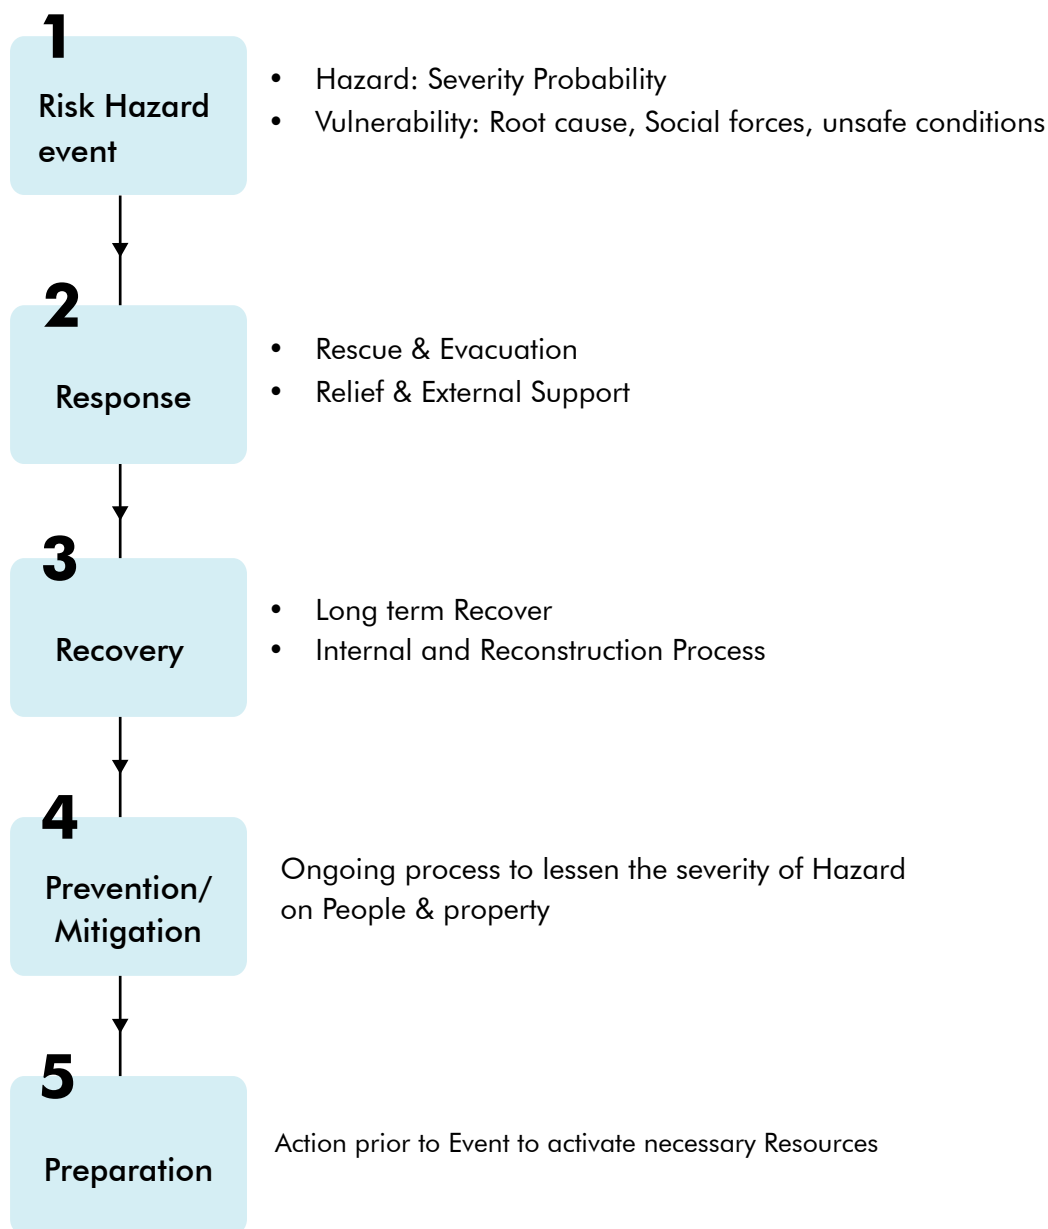 1
Risk Hazard
event
• Hazard: Severity Probability
• Vulnerability: Root cause, Social forces, unsafe conditions
2
Response
• Rescue & Evacuation
• Relief & External Support
3
Recovery
• Long term Recover
• Internal and Reconstruction Process
4
Prevention/
Mitigation
Ongoing process to lessen the severity of Hazard
on People & property
5
Preparation
Action prior to Event to activate necessary Resources